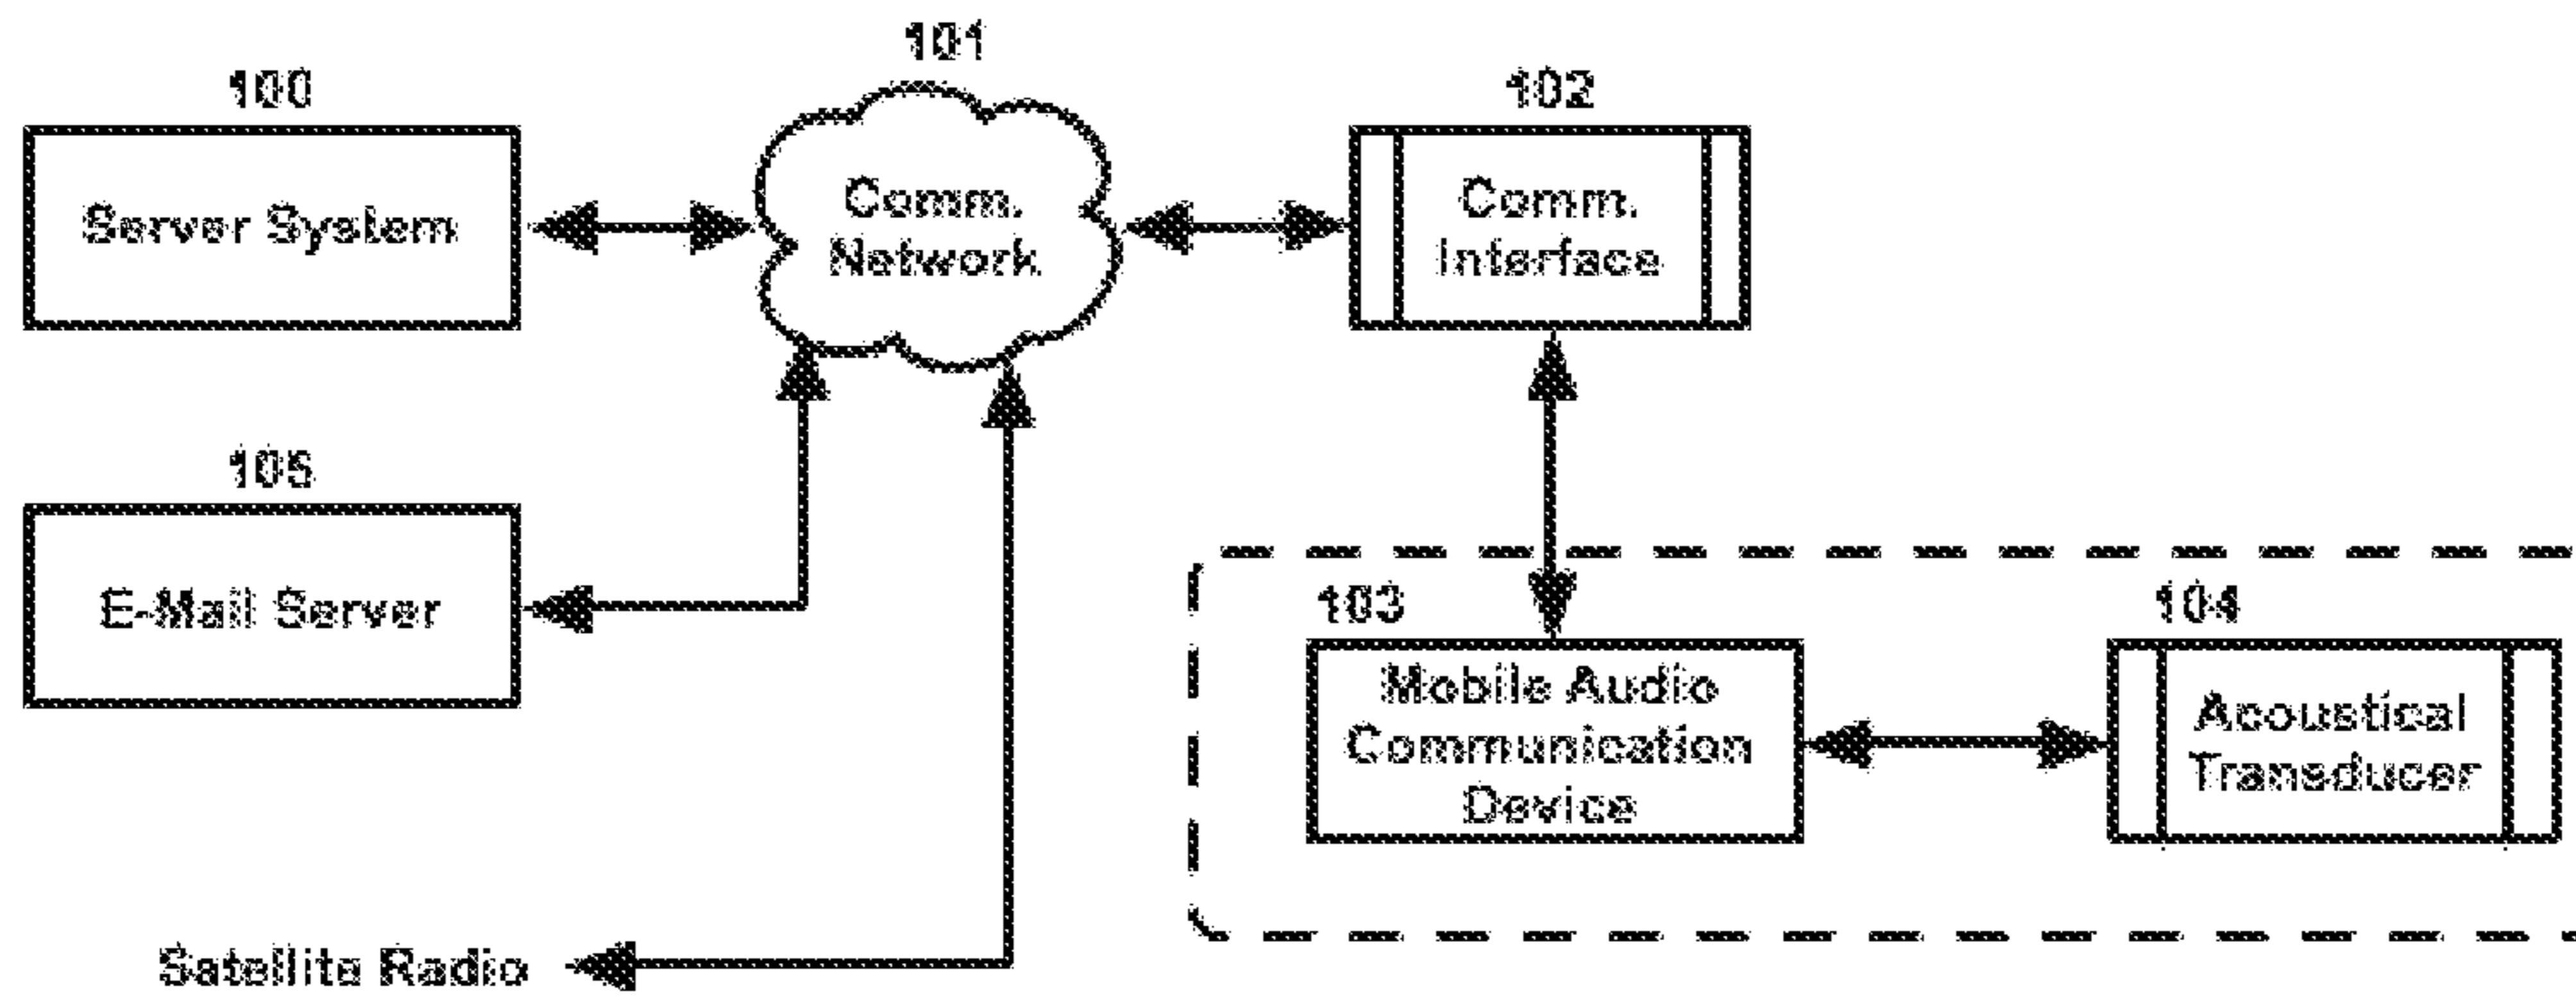 101
100
102
Server System
Comm.
Network
Comm.
Interface
105
E-Mail Server
103
104
Mobile Audio
Communication
Device
Acoustical
Transducer
Satellite Radio